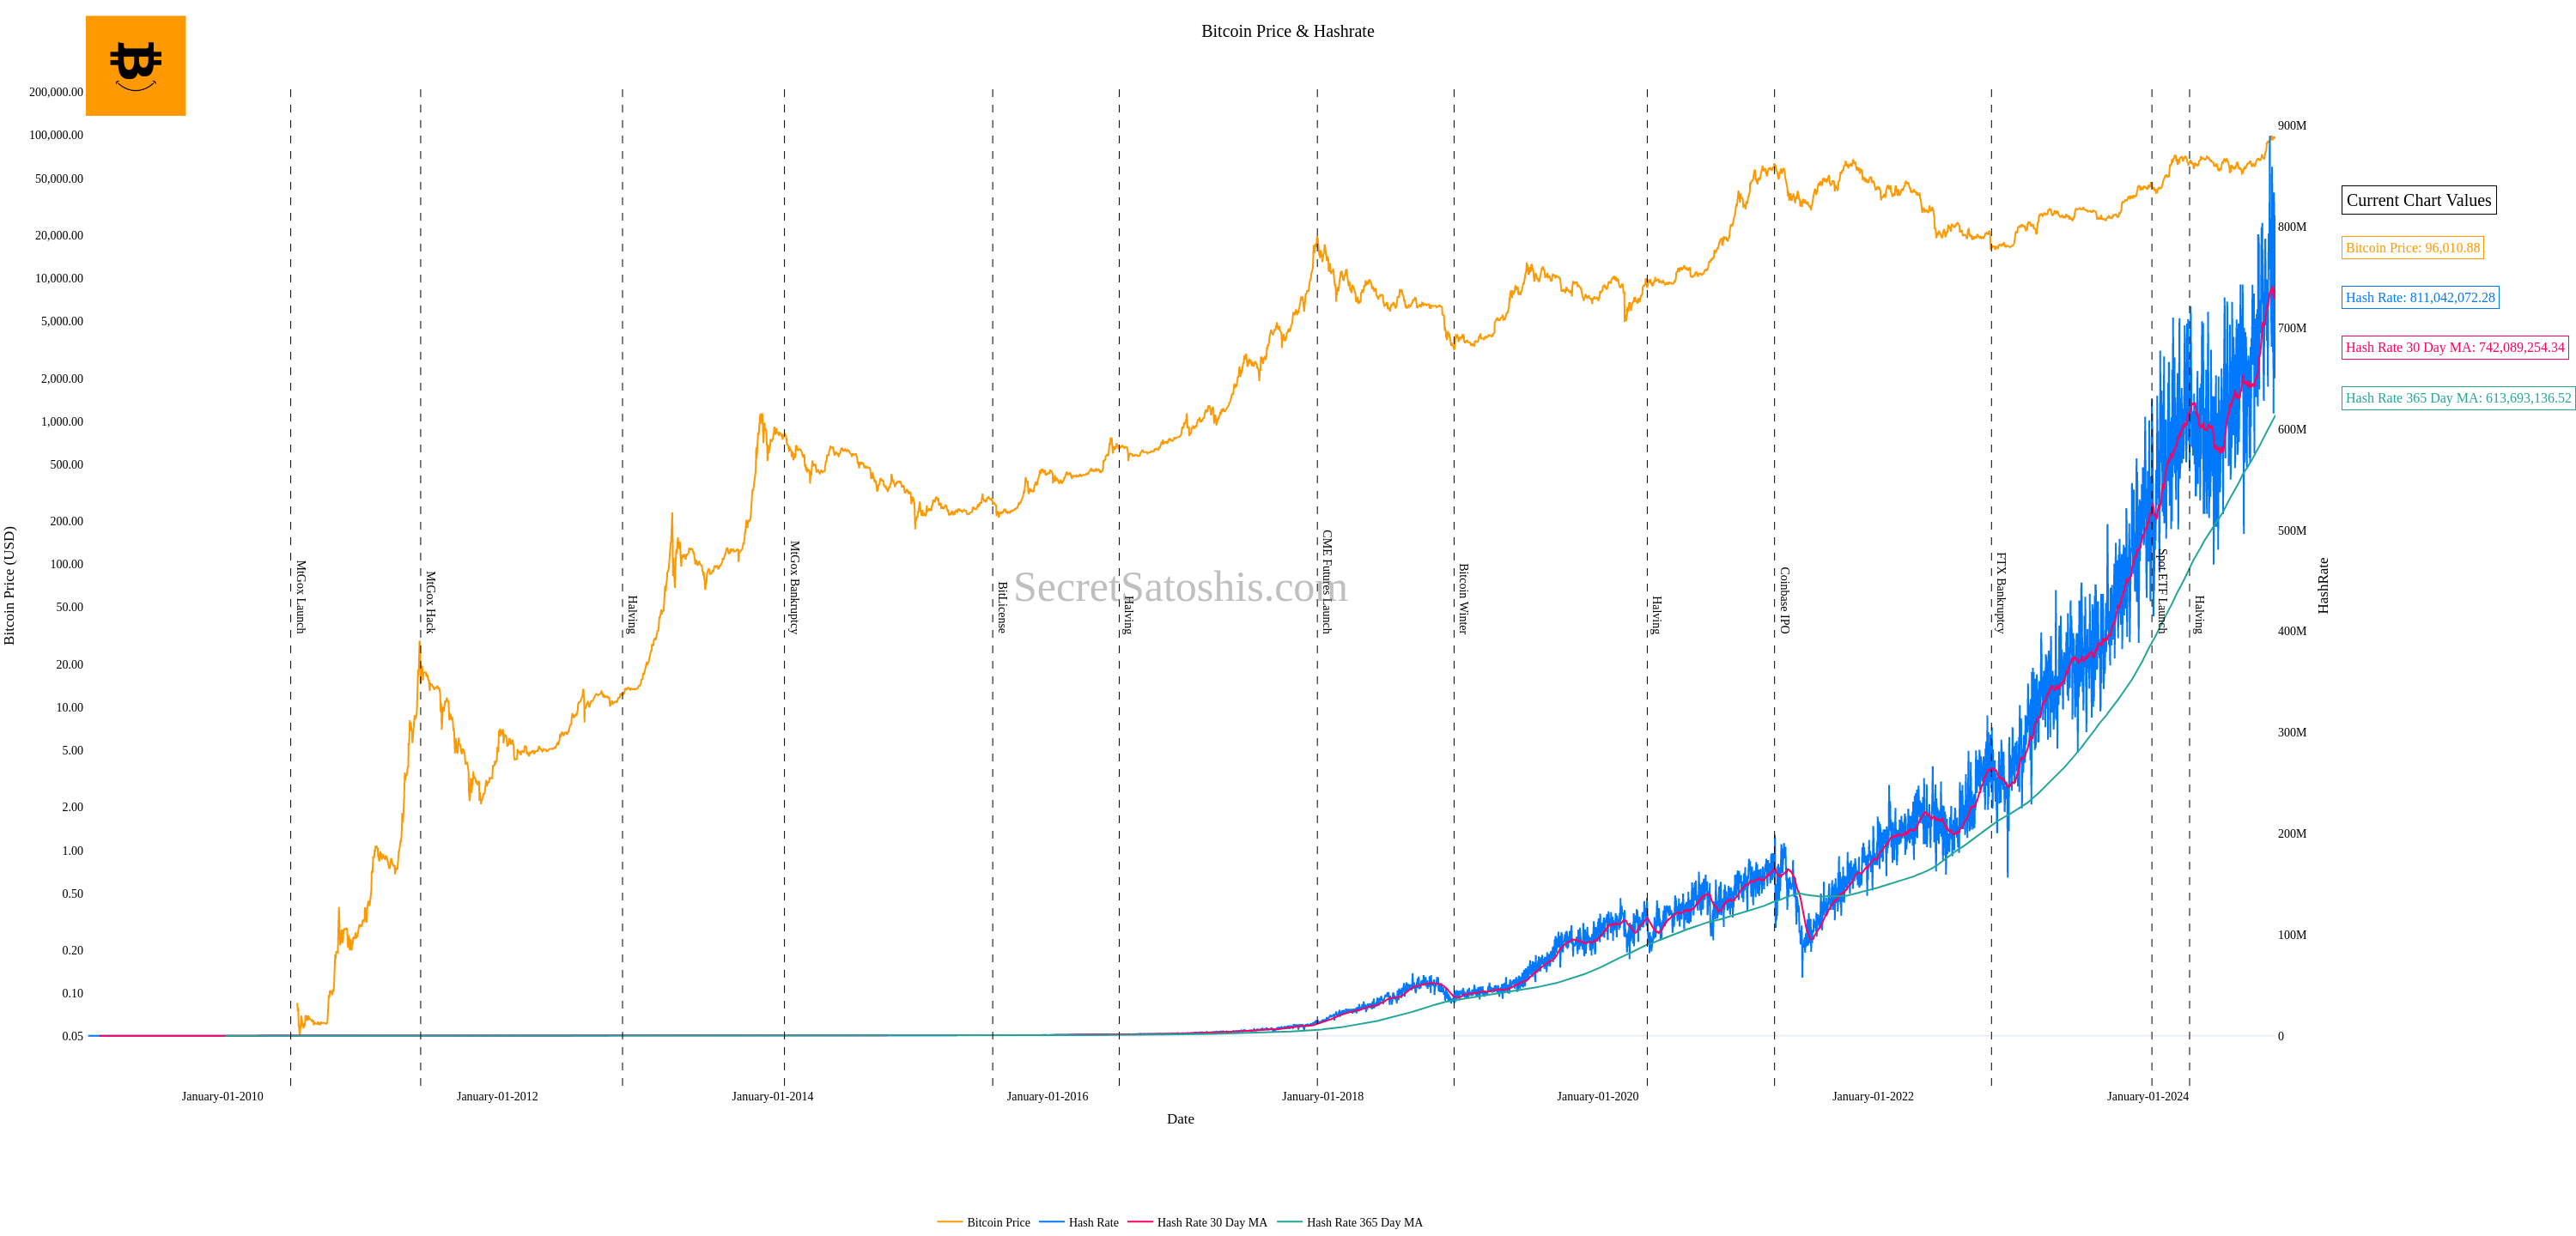 Bitcoin Price & Hashrate
200,000.00
100,000.00
50,000.00
20,000.00
10,000.00
5,000.00
2,000.00
1,000.00
500.00
200.00
100.00
50.00
20.00
10.00
5.00
2.00
1.00
0.50
0.20
0.10
0.05
Bitcoin Price (USD)
MtGox Launch
MtGox Hack
Halving
MtGox Bankruptcy
BitLicense
Halving
CME Futures Launch
Bitcoin Winter
Halving
Coinbase IPO
FTX Bankruptcy
Spot ETF Launch
Halving
SecretSatoshis.com
900M
800M
700M
600M
500M
400M
300M
200M
100M
0
HashRate
Current Chart Values
Bitcoin Price: 96,010.88
Hash Rate: 811,042,072.28
Hash Rate 30 Day MA: 742,089,254.34
Hash Rate 365 Day MA: 613,693,136.52
January-01-2010
January-01-2012
January-01-2014
January-01-2016
January-01-2018
January-01-2020
January-01-2022
January-01-2024
Date
Bitcoin Price
Hash Rate
Hash Rate 30 Day MA
Hash Rate 365 Day MA